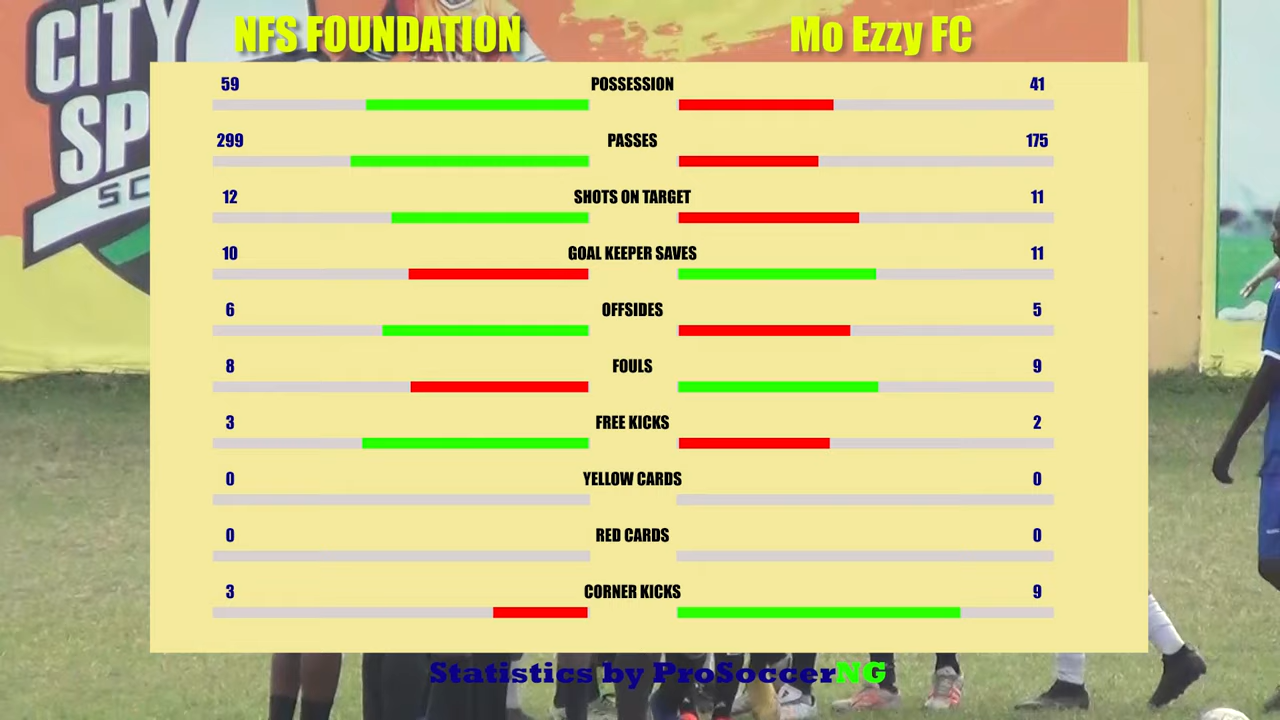 NFS FOUNDATION Mo Ezzy FC
CITY
SP
SC
59 POSSESSION 41
299 PASSES 175
12 SHOTS ON TARGET 11
10 GOAL KEEPER SAVES 11
6 OFFSIDES 5
8 FOULS 9
3 FREE KICKS 2
0 YELLOW CARDS 0
0 RED CARDS 0
3 CORNER KICKS 9
Statistics by ProSoccerNG